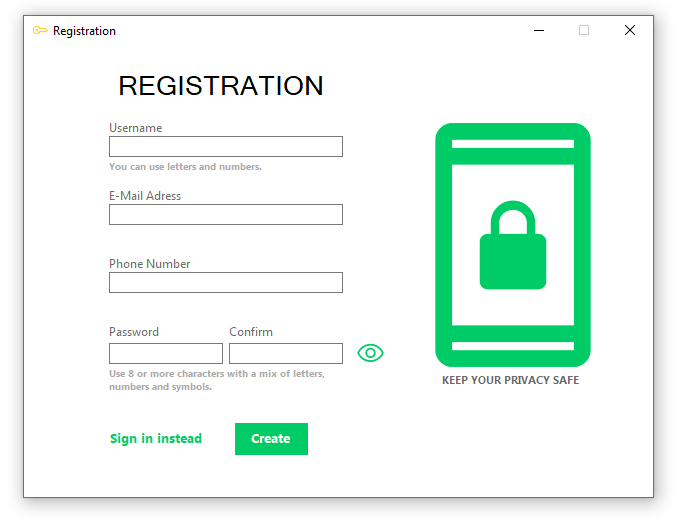 Registration
REGISTRATION
Username
You can use letters and numbers.
E-Mail Adress
Phone Number
Password
Confirm
Use 8 or more characters with a mix of letters,
numbers and symbols.
Sign in instead
Create
KEEP YOUR PRIVACY SAFE